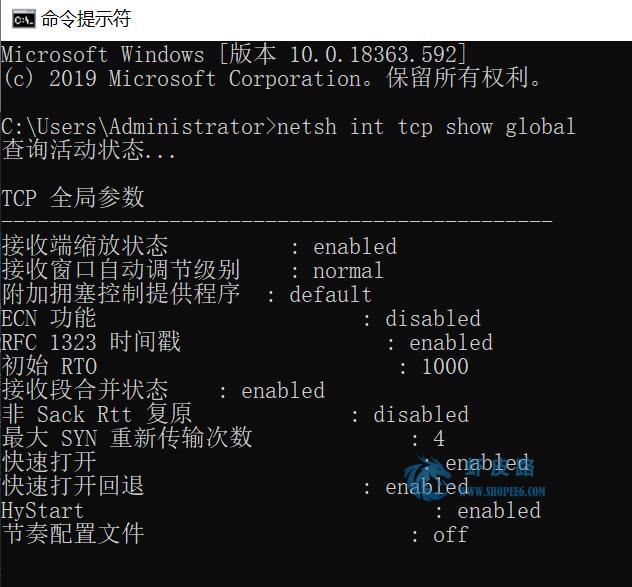 命令提示符
Microsoft Windows [版本 10.0.18363.592]
(c) 2019 Microsoft Corporation。保留所有权利。
C:\Users\Administrator>netsh int tcp show global
查询活动状态...
TCP 全局参数
----------------------------------------------
接收端缩放状态          : enabled
接收窗口自动调节级别    : normal
附加拥塞控制提供程序  : default
ECN 功能                      : disabled
RFC 1323 时间戳                 : enabled
初始 RTO                         : 1000
接收段合并状态    : enabled
非 Sack Rtt 复原             : disabled
最大 SYN 重新传输次数             : 4
快速打开                           : enabled
快速打开回退                  : enabled
HyStart                             : enabled
节奏配置文件                      : off
虾皮路
WWW.SHOPEE6.COM